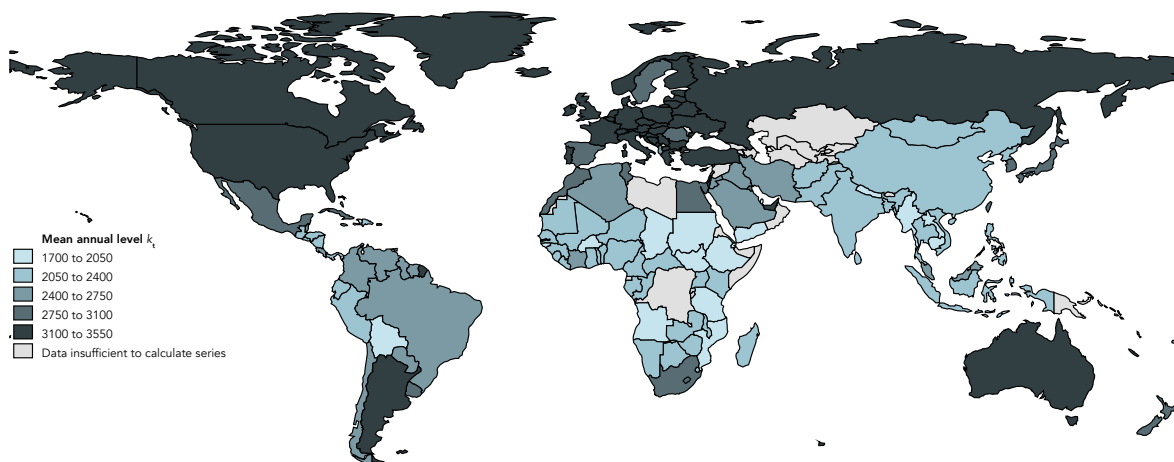 Mean annual level kₜ
1700 to 2050
2050 to 2400
2400 to 2750
2750 to 3100
3100 to 3550
Data insufficient to calculate series